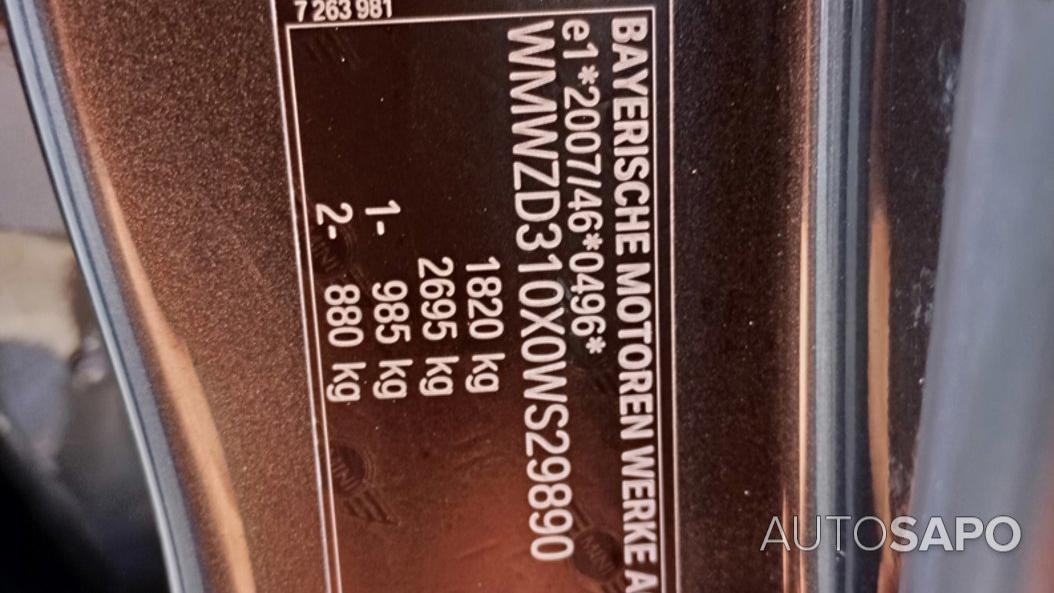 7 263 981
BAYERISCHE MOTOREN WERKE A
e1*2007/46*0496*
WMWZD310X0WS29890
1820 kg
2695 kg
1- 985 kg
2- 880 kg
MINI
AUTOSAPO